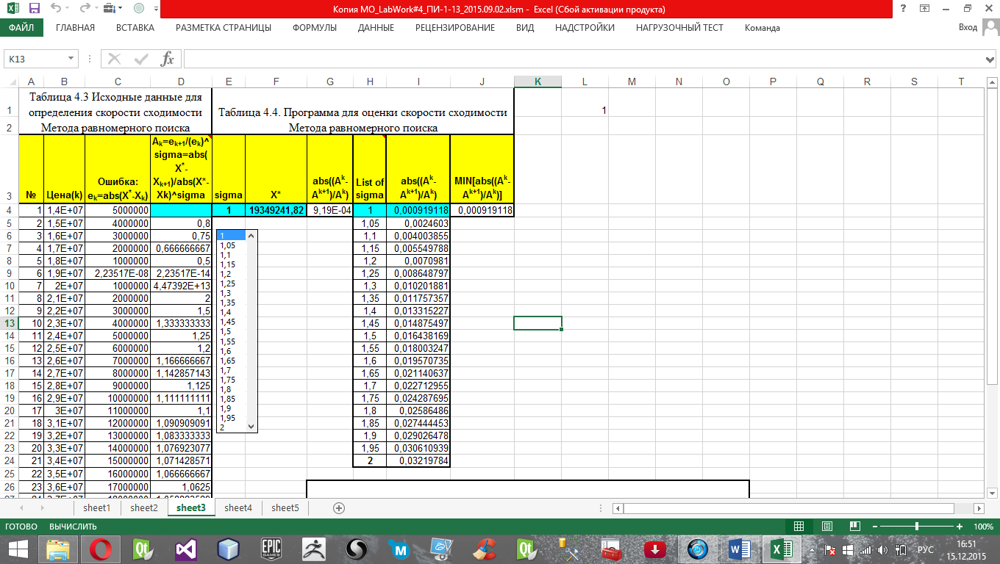 Копия MO_LabWork#4_ПИ-1-13_2015.09.02.xlsm - Excel (Сбой активации продукта)
ФАЙЛ ГЛАВНАЯ ВСТАВКА РАЗМЕТКА СТРАНИЦЫ ФОРМУЛЫ ДАННЫЕ РЕЦЕНЗИРОВАНИЕ ВИД НАДСТРОЙКИ НАГРУЗОЧНЫЙ ТЕСТ Команда Вход
K13 fx
A B C D E F G H I J K L M N O P Q R S T
Таблица 4.3 Исходные данные для
определения скорости сходимости
Метода равномерного поиска
Таблица 4.4. Программа для оценки скорости сходимости
Метода равномерного поиска
1 1
2
3
№
Цена(k)
Ошибка:
ek=abs(X*-Xk)
Ak=ek+1/(ek)^
sigma=abs(
X*-
Xk+1)/abs(X*-
Xk)^sigma
sigma
X*
abs((A^k-
A^k+1)/A^k)
List of
sigma
abs((A^k-
A^k+1)/A^k)
MIN[abs((A^k-
A^k+1)/A^k)]
4 1 1,4E+07 5000000 1 19349241,82 9,19E-04 1 0,000919118 0,000919118
5 2 1,5E+07 4000000 0,8 1,05 0,0024603
6 3 1,6E+07 3000000 0,75 1 1,1 0,004003855
7 4 1,7E+07 2000000 0,666666667 1,05 1,15 0,005549788
8 5 1,8E+07 1000000 0,5 1,1 1,2 0,0070981
9 6 1,9E+07 2,23517E-08 2,23517E-14 1,15 1,25 0,008648797
10 7 2E+07 1000000 4,47392E+13 1,2 1,3 0,010201881
1,25
11 8 2,1E+07 2000000 2 1,3 1,35 0,011757357
12 9 2,2E+07 3000000 1,5 1,35 1,4 0,013315227
1,4
13 10 2,3E+07 4000000 1,333333333 1,45 1,45 0,014875497
14 11 2,4E+07 5000000 1,25 1,5 1,5 0,016438169
1,55
15 12 2,5E+07 6000000 1,2 1,6 1,55 0,018003247
16 13 2,6E+07 7000000 1,166666667 1,65 1,6 0,019570735
17 14 2,7E+07 8000000 1,142857143 1,7 1,65 0,021140637
1,75
18 15 2,8E+07 9000000 1,125 1,8 1,7 0,022712955
19 16 2,9E+07 10000000 1,111111111 1,85 1,75 0,024287695
20 17 3E+07 11000000 1,1 1,9 1,8 0,02586486
1,95
21 18 3,1E+07 12000000 1,090909091 2 1,85 0,027444453
22 19 3,2E+07 13000000 1,083333333 1,9 0,029026478
23 20 3,3E+07 14000000 1,076923077 1,95 0,030610939
24 21 3,4E+07 15000000 1,071428571 2 0,03219784
25 22 3,5E+07 16000000 1,066666667
26 23 3,6E+07 17000000 1,0625
sheet1 sheet2 sheet3 sheet4 sheet5
ГОТОВО ВЫЧИСЛИТЬ 100%
Qt EPIC GAMES M Qt РУС 16:51
15.12.2015